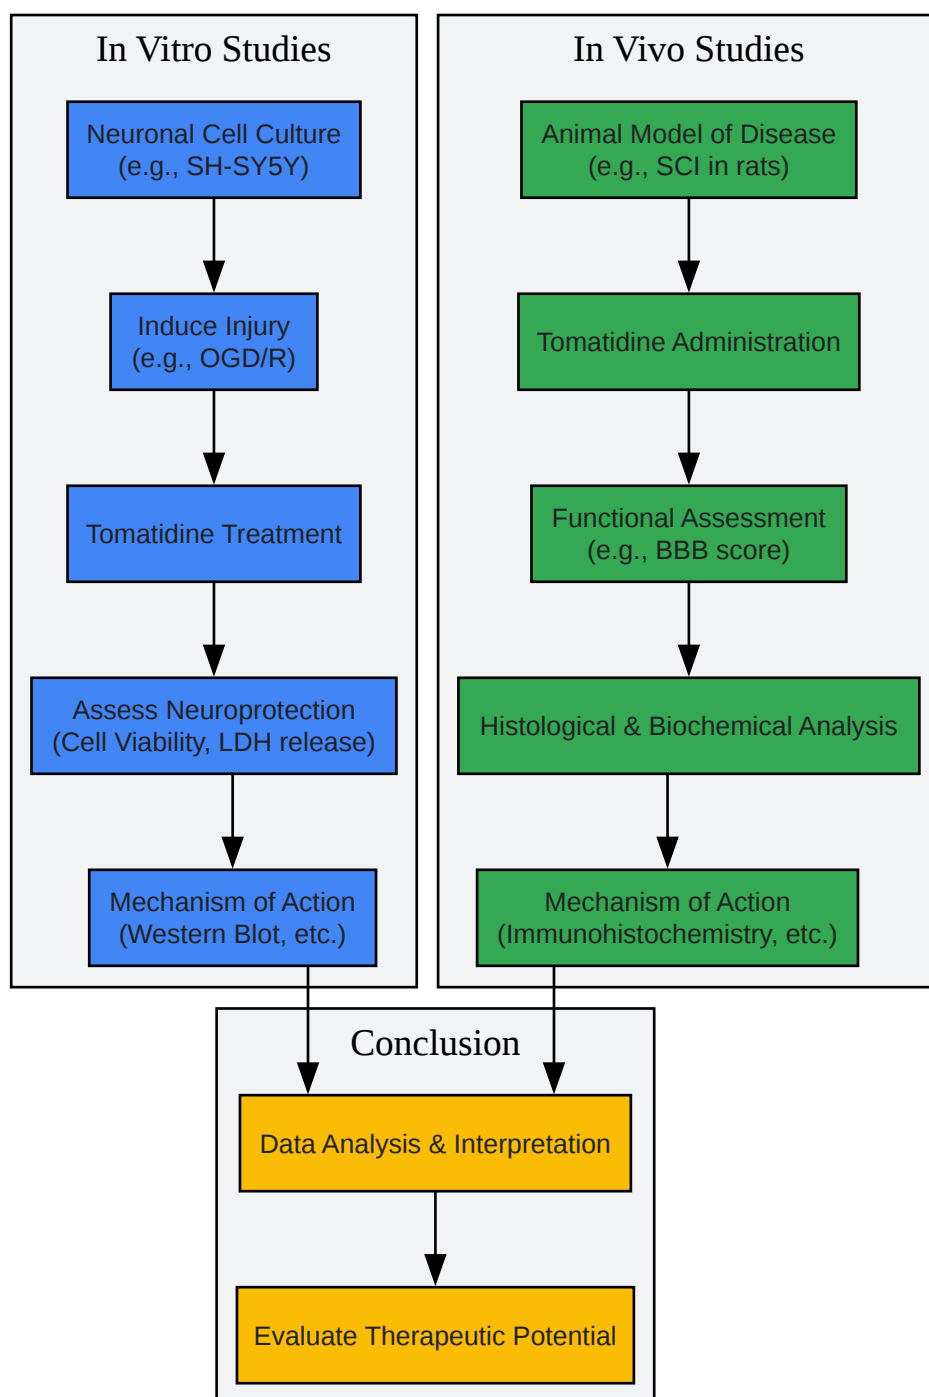 In Vitro Studies
Neuronal Cell Culture
(e.g., SH-SY5Y)
Induce Injury
(e.g., OGD/R)
Tomatidine Treatment
Assess Neuroprotection
(Cell Viability, LDH release)
Mechanism of Action
(Western Blot, etc.)
In Vivo Studies
Animal Model of Disease
(e.g., SCI in rats)
Tomatidine Administration
Functional Assessment
(e.g., BBB score)
Histological & Biochemical Analysis
Mechanism of Action
(Immunohistochemistry, etc.)
Conclusion
Data Analysis & Interpretation
Evaluate Therapeutic Potential